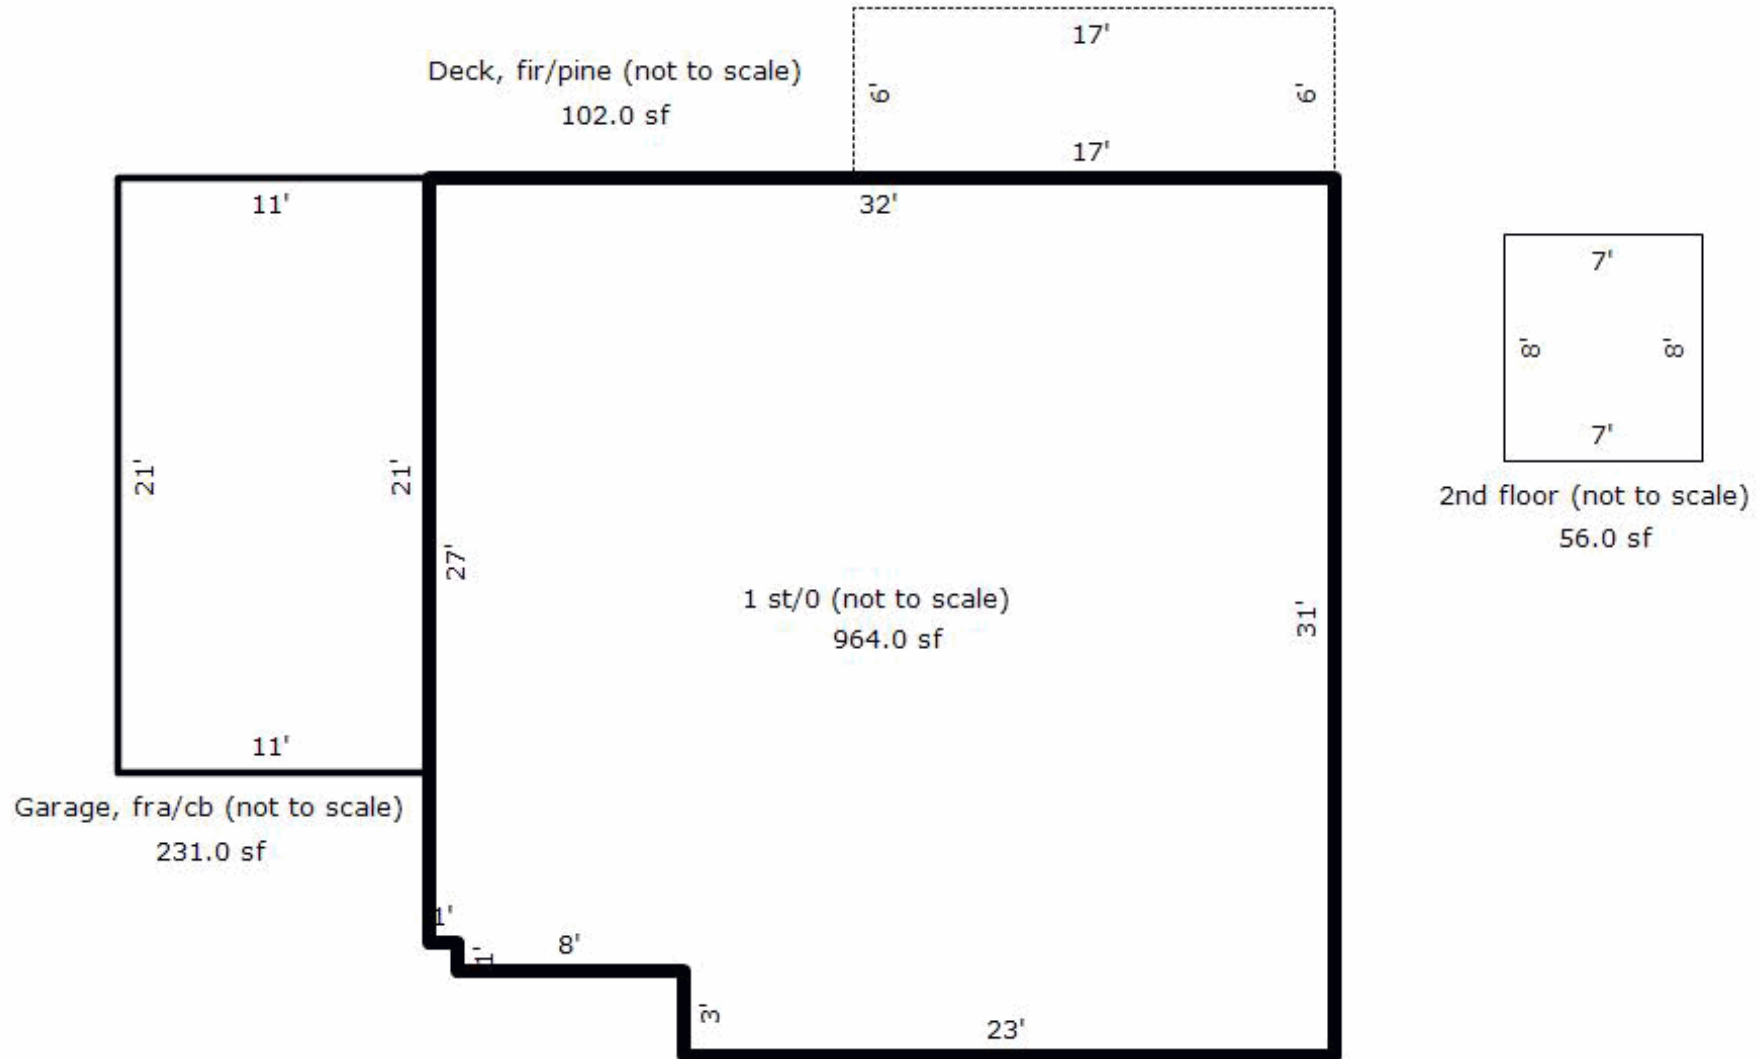 17'
Deck, fir/pine (not to scale)
6'
6'
102.0 sf
17'
11'
32'
7'
8'
8'
7'
21'
21'
2nd floor (not to scale)
56.0 sf
27'
1 st/0 (not to scale)
31'
964.0 sf
11'
Garage, fra/cb (not to scale)
231.0 sf
1'
8'
1'
3'
23'